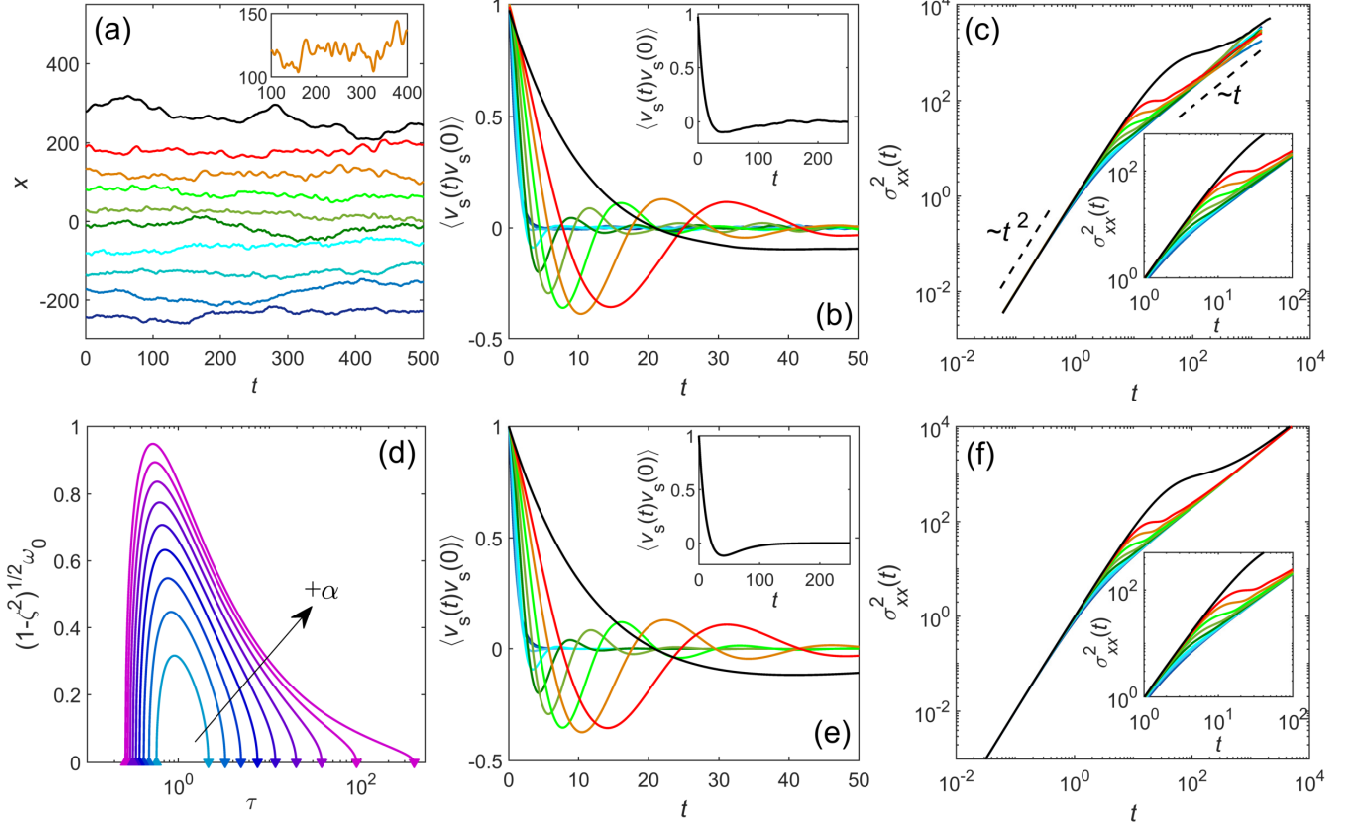 (a)
150
100
100 200 300 400
400
200
0
-200
x
0 100 200 300 400 500
t
(b)
1
0.5
0
-0.5
⟨v_s(t)v_s(0)⟩
0 10 20 30 40 50
t
1
0.5
0
⟨v_s(t)v_s(0)⟩
0 100 200
t
(c)
10^4
10^2
10^0
10^-2
σ^2_xx(t)
10^-2 10^0 10^2 10^4
t
~t
~t^2
10^2
10^0
σ^2_xx(t)
10^0 10^1 10^2
t
(d)
1
0.8
0.6
0.4
0.2
0
(1-ζ^2)^1/2ω_0
+α
10^0 10^2
τ
(e)
1
0.5
0
-0.5
⟨v_s(t)v_s(0)⟩
0 10 20 30 40 50
t
1
0.5
0
⟨v_s(t)v_s(0)⟩
0 100 200
t
(f)
10^4
10^2
10^0
10^-2
σ^2_xx(t)
10^-2 10^0 10^2 10^4
t
10^2
10^0
σ^2_xx(t)
10^0 10^1 10^2
t